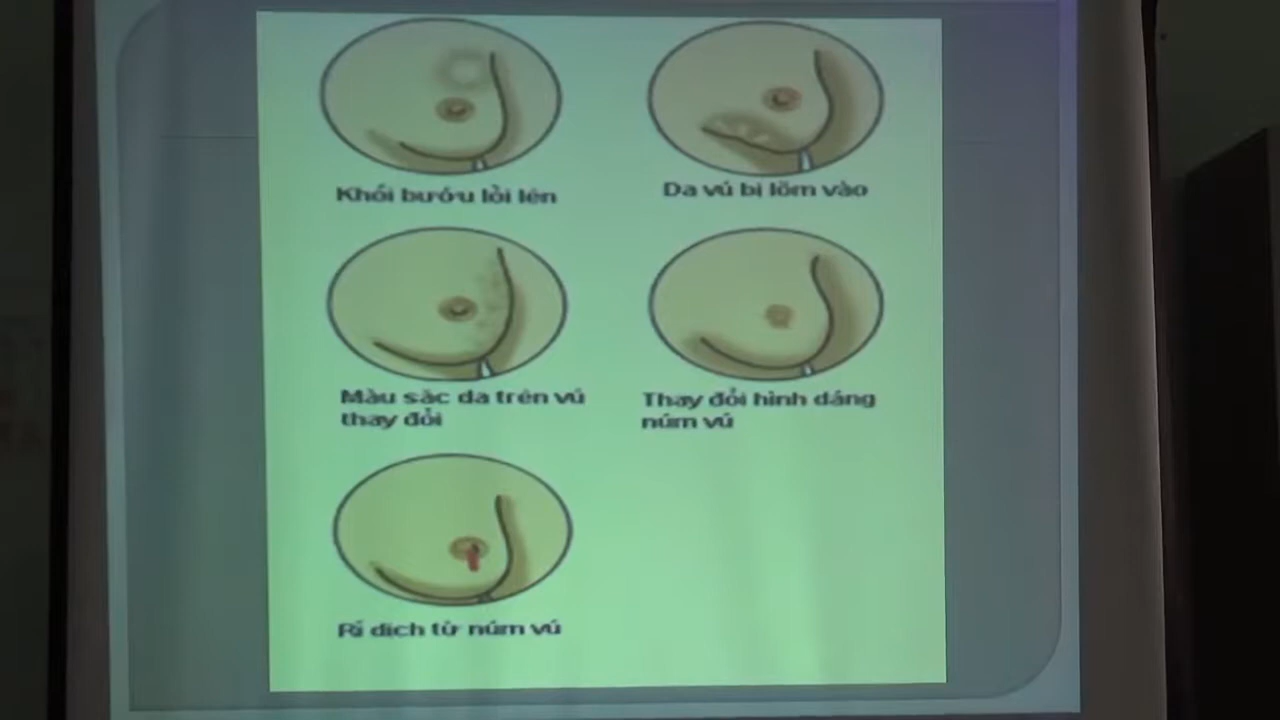 Khối bướu lồi lên
Da vú bị lõm vào
Màu sắc da trên vú
thay đổi
Thay đổi hình dáng
núm vú
Rỉ dịch từ núm vú